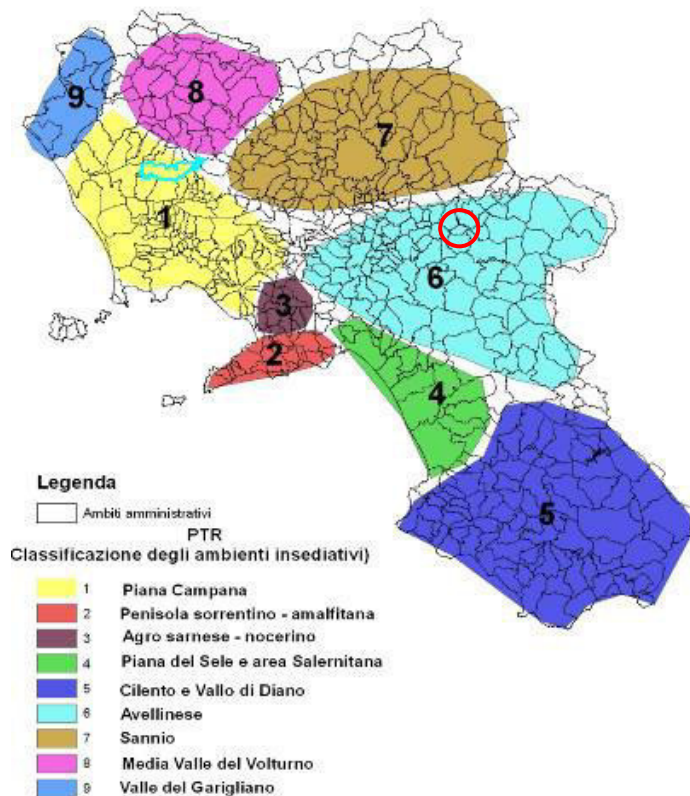 9
8
7
1
6
3
2
4
5
Legenda
Ambiti amministrativi
PTR
Classificazione degli ambienti insediativi)
1 Piana Campana
2 Penisola sorrentino - amalfitana
3 Agro sarnese - nocerino
4 Piana del Sele e area Salernitana
5 Cilento e Vallo di Diano
6 Avellinese
7 Sannio
8 Media Valle del Volturno
9 Valle del Garigliano